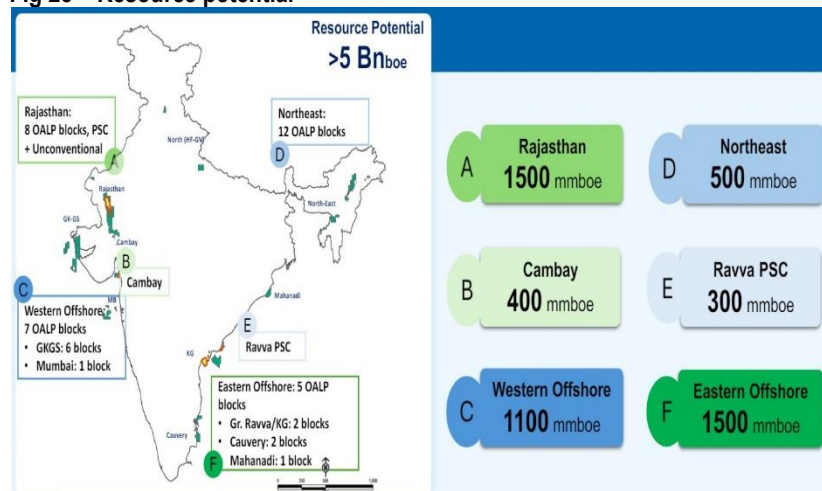 Fig 20 – Resource potential
Resource Potential
>5 Bnboe
Rajasthan:
8 OALP blocks, PSC
+ Unconventional
A
North (HF-GV)
Northeast:
12 OALP blocks
D
Rajasthan
GK-GS
Cambay
North-East
B
Cambay
C
MB
Western Offshore:
7 OALP blocks
• GKGS: 6 blocks
• Mumbai: 1 block
Mahanadi
E
Ravva PSC
KG
Eastern Offshore: 5 OALP
blocks
• Gr. Ravva/KG: 2 blocks
• Cauvery: 2 blocks
• Mahanadi: 1 block
Cauvery
F
A
Rajasthan
1500 mmboe
D
Northeast
500 mmboe
B
Cambay
400 mmboe
E
Ravva PSC
300 mmboe
C
Western Offshore
1100 mmboe
F
Eastern Offshore
1500 mmboe